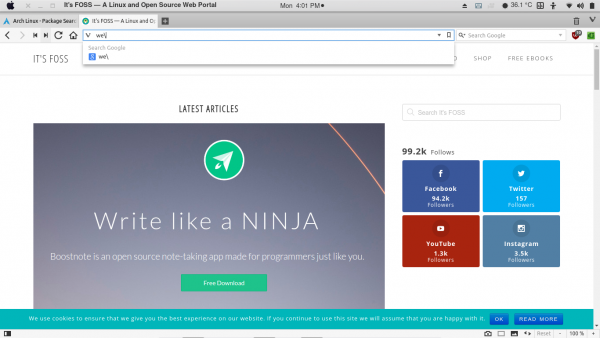 It's FOSS — A Linux and Open Source Web Portal
Mon 4:01 PM
36.1 °C
Arch Linux - Package Sear
It's FOSS — A Linux and O
we\j
Search Google
Search Google
we\
IT'S FOSS
SHOP
FREE EBOOKS
LATEST ARTICLES
Search It's FOSS
Write like a NINJA
Boostnote is an open source note-taking app made for programmers just like you.
Free Download
99.2k Follows
Facebook
94.2k
Followers
Twitter
157
Followers
YouTube
1.3k
Followers
Instagram
3.5k
Followers
We use cookies to ensure that we give you the best experience on our website. If you continue to use this site we will assume that you are happy with it.
OK
READ MORE
Reset
100 %